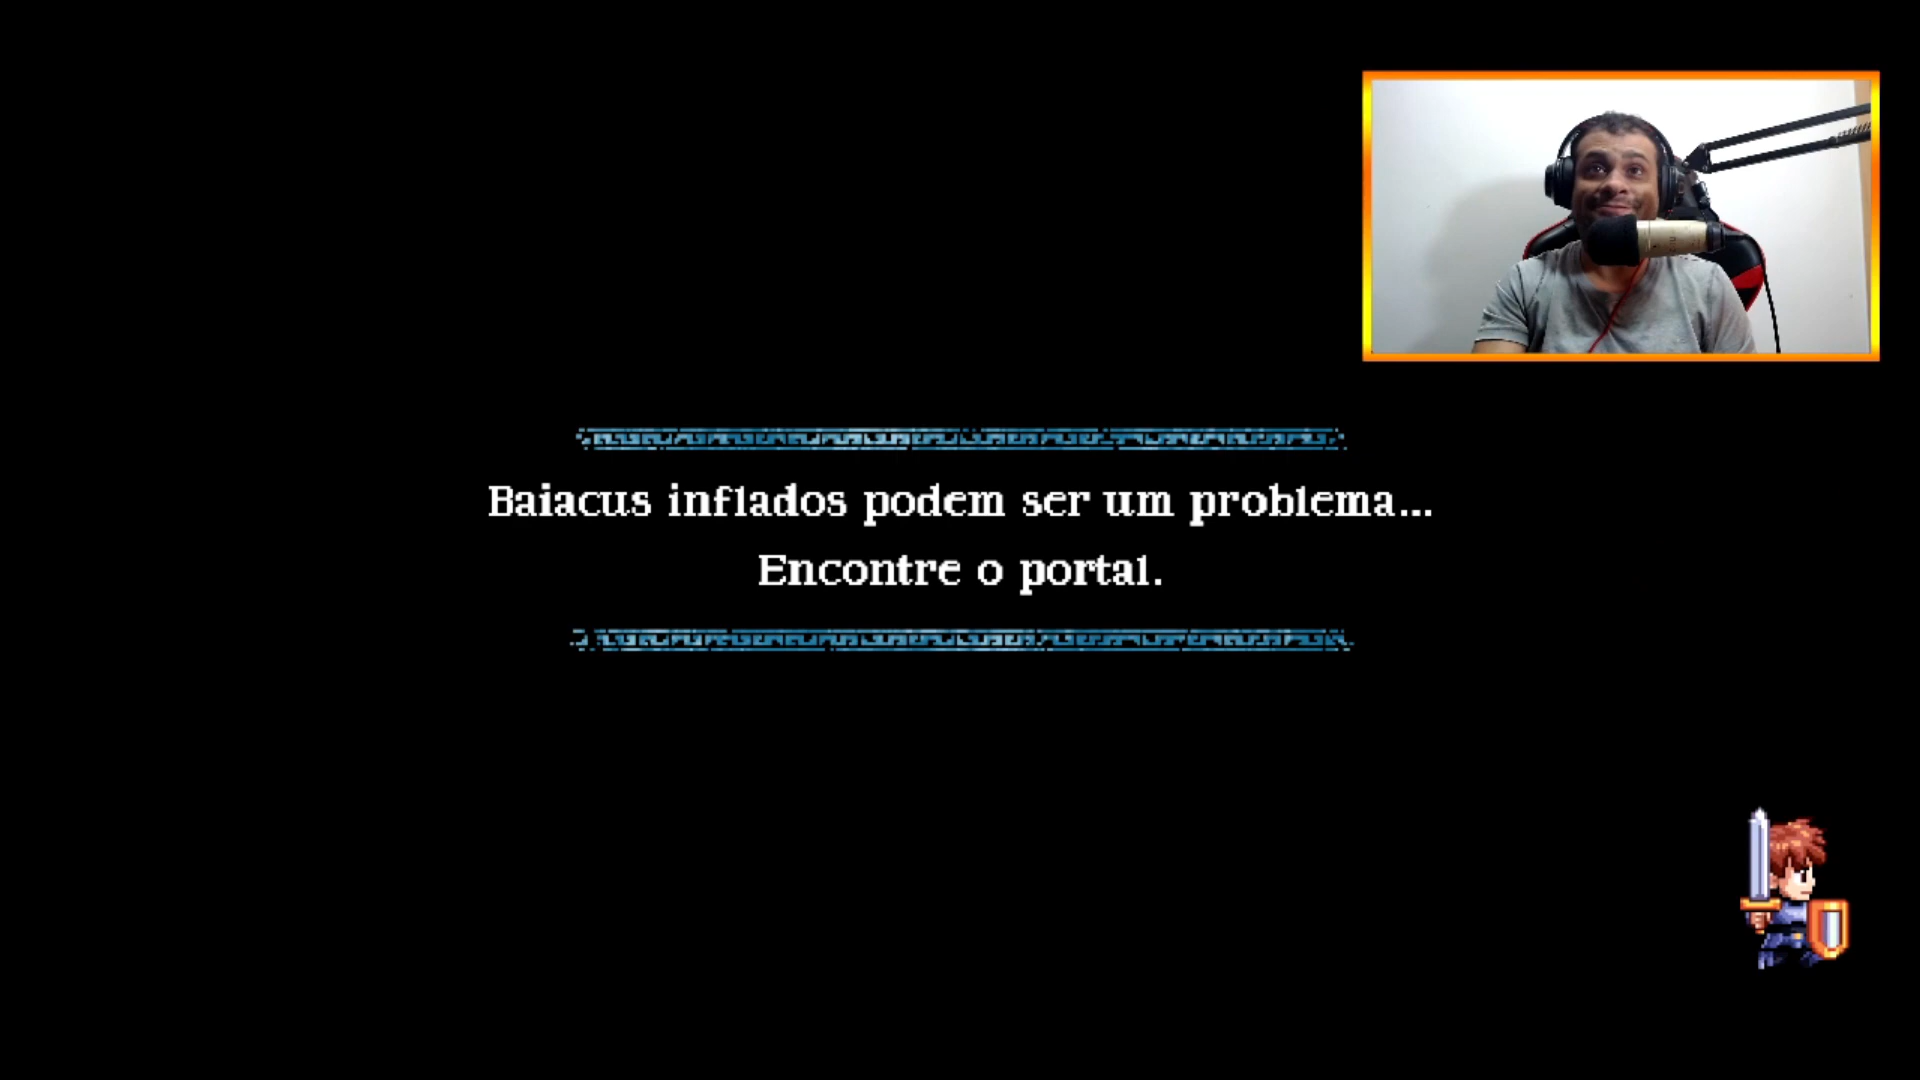 Baiacus inflados podem ser um problema...
Encontre o portal.